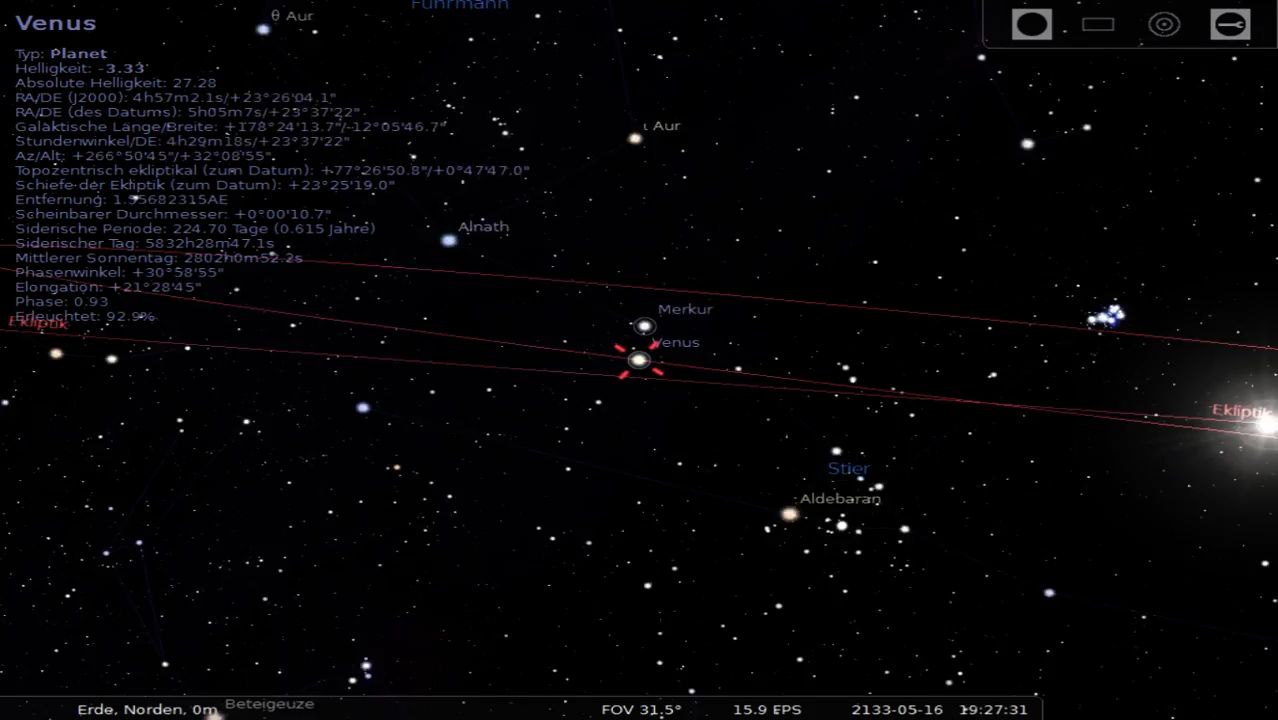 Venus
Typ: Planet
Helligkeit: -3.33
Absolute Helligkeit: 27.28
RA/DE (J2000): 4h57m2.1s/+23°26'04.1"
RA/DE (des Datums): 5h05m7s/+23°37'22"
Galaktische Länge/Breite: +178°24'13.7"/-12°05'46.7"
Stundenwinkel/DE: 4h29m18s/+23°37'22"
Az/Alt: +266°50'45"/+32°08'55"
Topozentrisch ekliptikal (zum Datum): +77°26'50.8"/+0°47'47.0"
Schiefe der Ekliptik (zum Datum): +23°25'19.0"
Entfernung: 1.55682315AE
Scheinbarer Durchmesser: +0°00'10.7"
Siderische Periode: 224.70 Tage (0.615 Jahre)
Siderischer Tag: 5832h28m47.1s
Mittlerer Sonnentag: 2802h0m52.2s
Phasenwinkel: +30°58'55"
Elongation: +21°28'45"
Phase: 0.93
Erleuchtet: 92.9%
Fuhrmann
θ Aur
ι Aur
Alnath
Merkur
Venus
Ekliptik
Ekliptik
Stier
Aldebaran
Beteigeuze
Erde, Norden, 0m
FOV 31.5°
15.9 FPS
2133-05-16 19:27:31